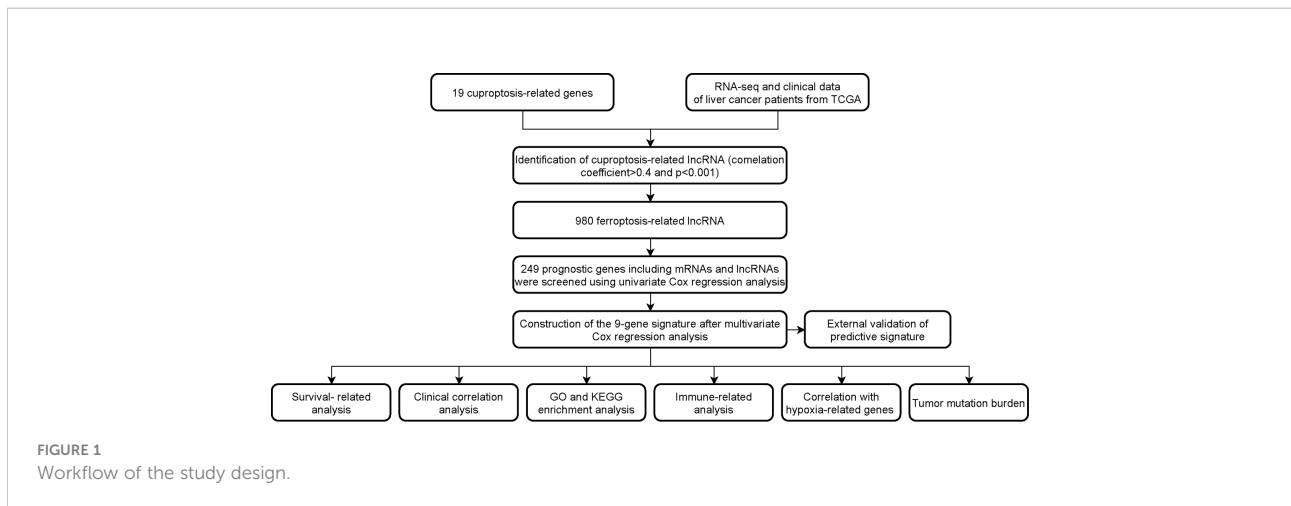 19 cuproptosis-related genes
RNA-seq and clinical data
of liver cancer patients from TCGA
Identification of cuproptosis-related lncRNA (comelation
coefficient>0.4 and p<0.001)
980 ferroptosis-related lncRNA
249 prognostic genes including mRNAs and lncRNAs
were screened using univariate Cox regression analysis
Construction of the 9-gene signature after multivariate
Cox regression analysis
External validation of
predictive signature
Survival- related
analysis
Clinical correlation
analysis
GO and KEGG
enrichment analysis
Immune-related
analysis
Correlation with
hypoxia-related genes
Tumor mutation burden
FIGURE 1
Workflow of the study design.